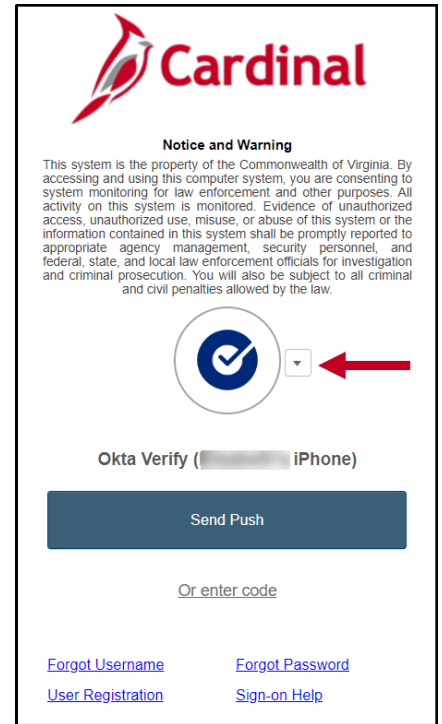 Cardinal
Notice and Warning
This system is the property of the Commonwealth of Virginia. By
accessing and using this computer system, you are consenting to
system monitoring for law enforcement and other purposes. All
activity on this system is monitored. Evidence of unauthorized
access, unauthorized use, misuse, or abuse of this system or the
information contained in this system shall be promptly reported to
appropriate agency management, security personnel, and
federal, state, and local law enforcement officials for investigation
and criminal prosecution. You will also be subject to all criminal
and civil penalties allowed by the law.
Okta Verify ( iPhone)
Send Push
Or enter code
Forgot Username Forgot Password
User Registration Sign-on Help